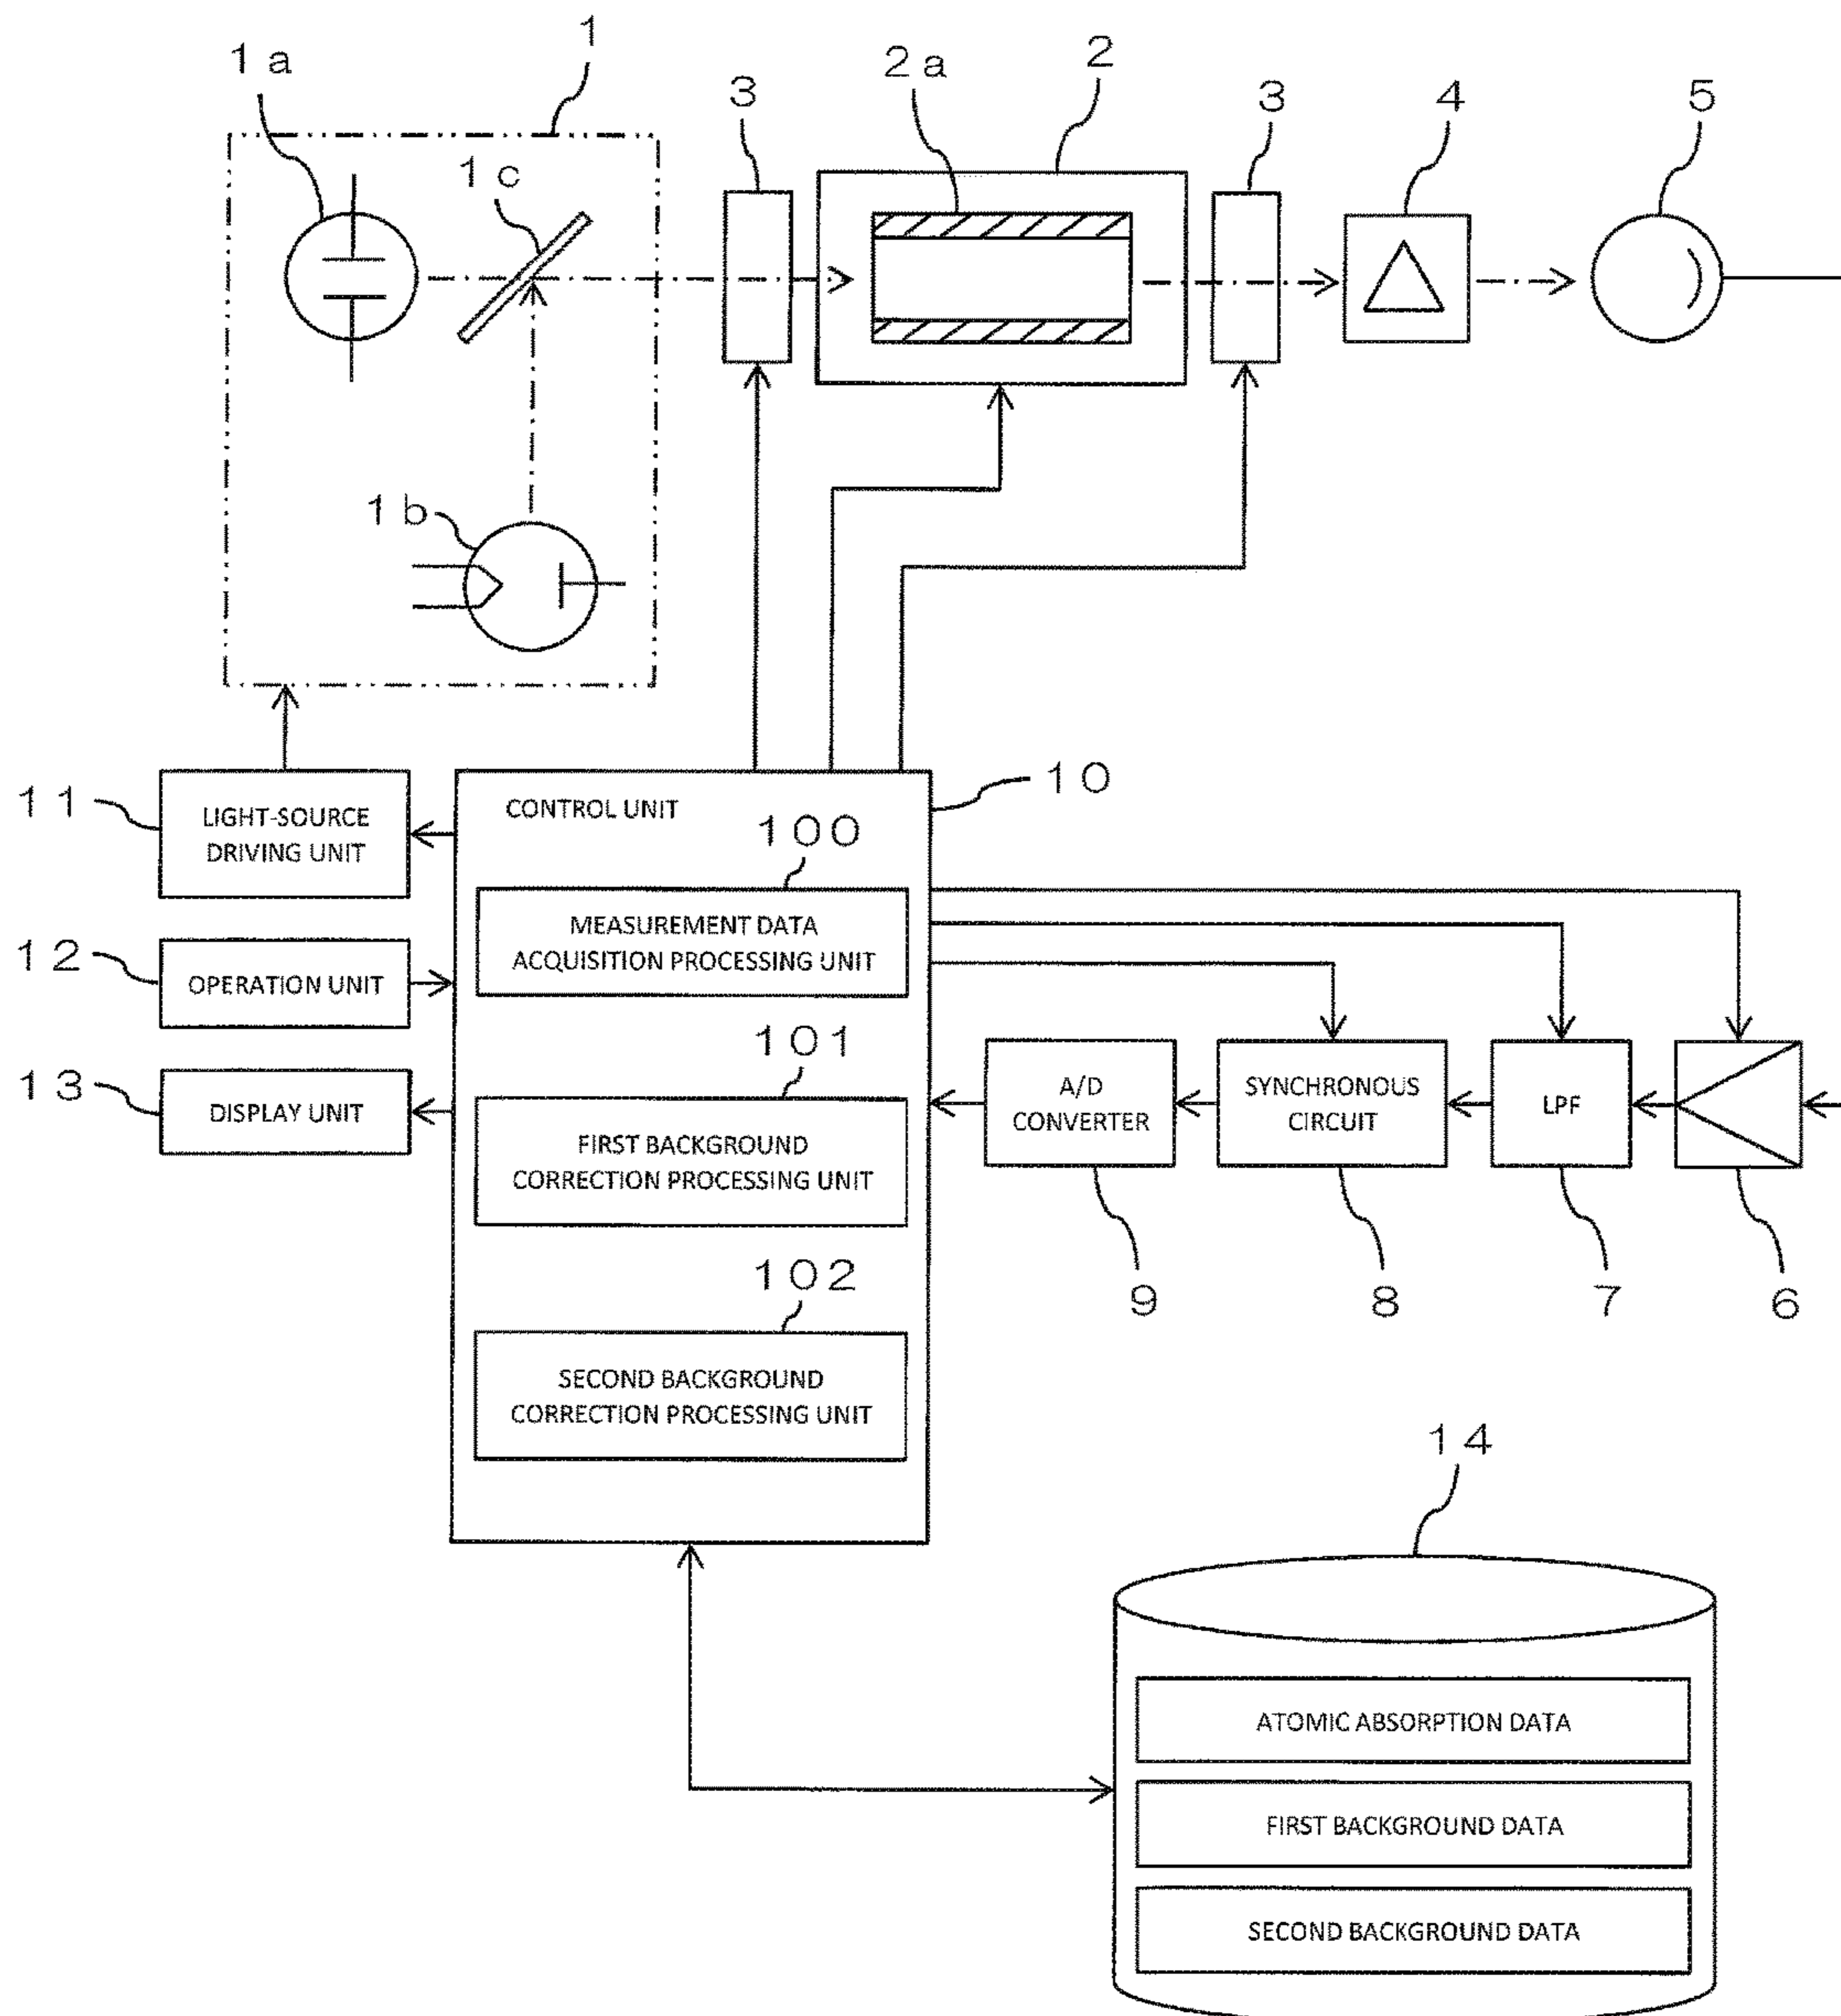 1
1a
1c
1b
3
2a
2
3
4
5
11
LIGHT-SOURCE
DRIVING UNIT
12
OPERATION UNIT
13
DISPLAY UNIT
10
CONTROL UNIT
100
MEASUREMENT DATA
ACQUISITION PROCESSING UNIT
101
FIRST BACKGROUND
CORRECTION PROCESSING UNIT
102
SECOND BACKGROUND
CORRECTION PROCESSING UNIT
A/D
CONVERTER
SYNCHRONOUS
CIRCUIT
LPF
9
8
7
6
14
ATOMIC ABSORPTION DATA
FIRST BACKGROUND DATA
SECOND BACKGROUND DATA